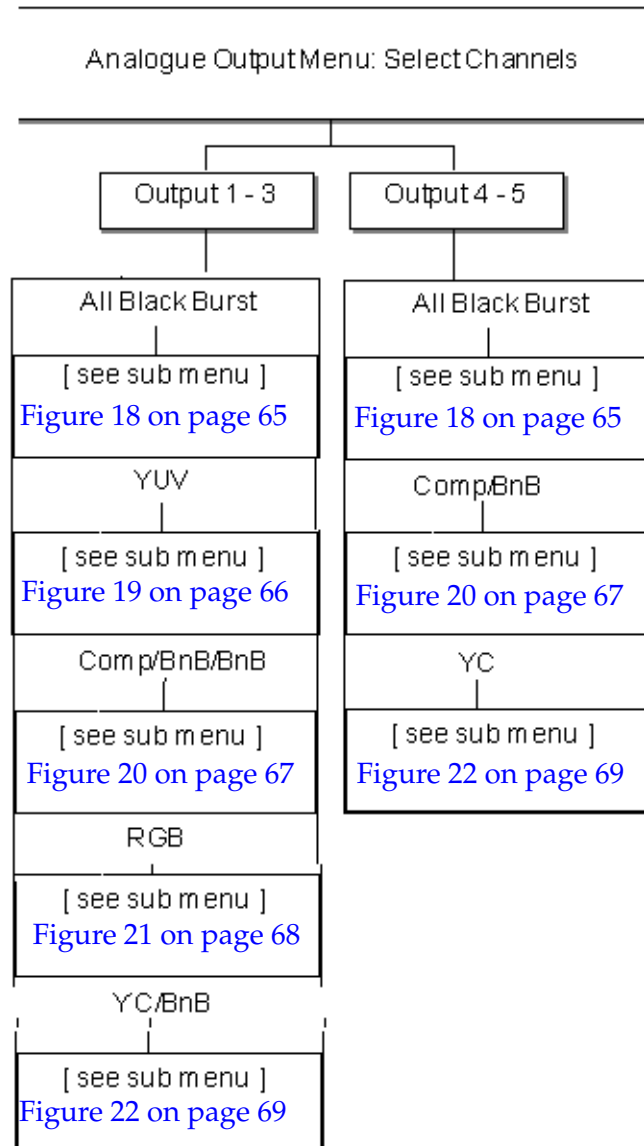 Analogue Output Menu: Select Channels
Output 1 - 3
All Black Burst
[ see sub menu ]
Figure 18 on page 65
YUV
[ see sub menu ]
Figure 19 on page 66
Comp/BnB/BnB
[ see sub menu ]
Figure 20 on page 67
RGB
[ see sub menu ]
Figure 21 on page 68
YC/BnB
[ see sub menu ]
Figure 22 on page 69
Output 4 - 5
All Black Burst
[ see sub menu ]
Figure 18 on page 65
Comp/BnB
[ see sub menu ]
Figure 20 on page 67
YC
[ see sub menu ]
Figure 22 on page 69